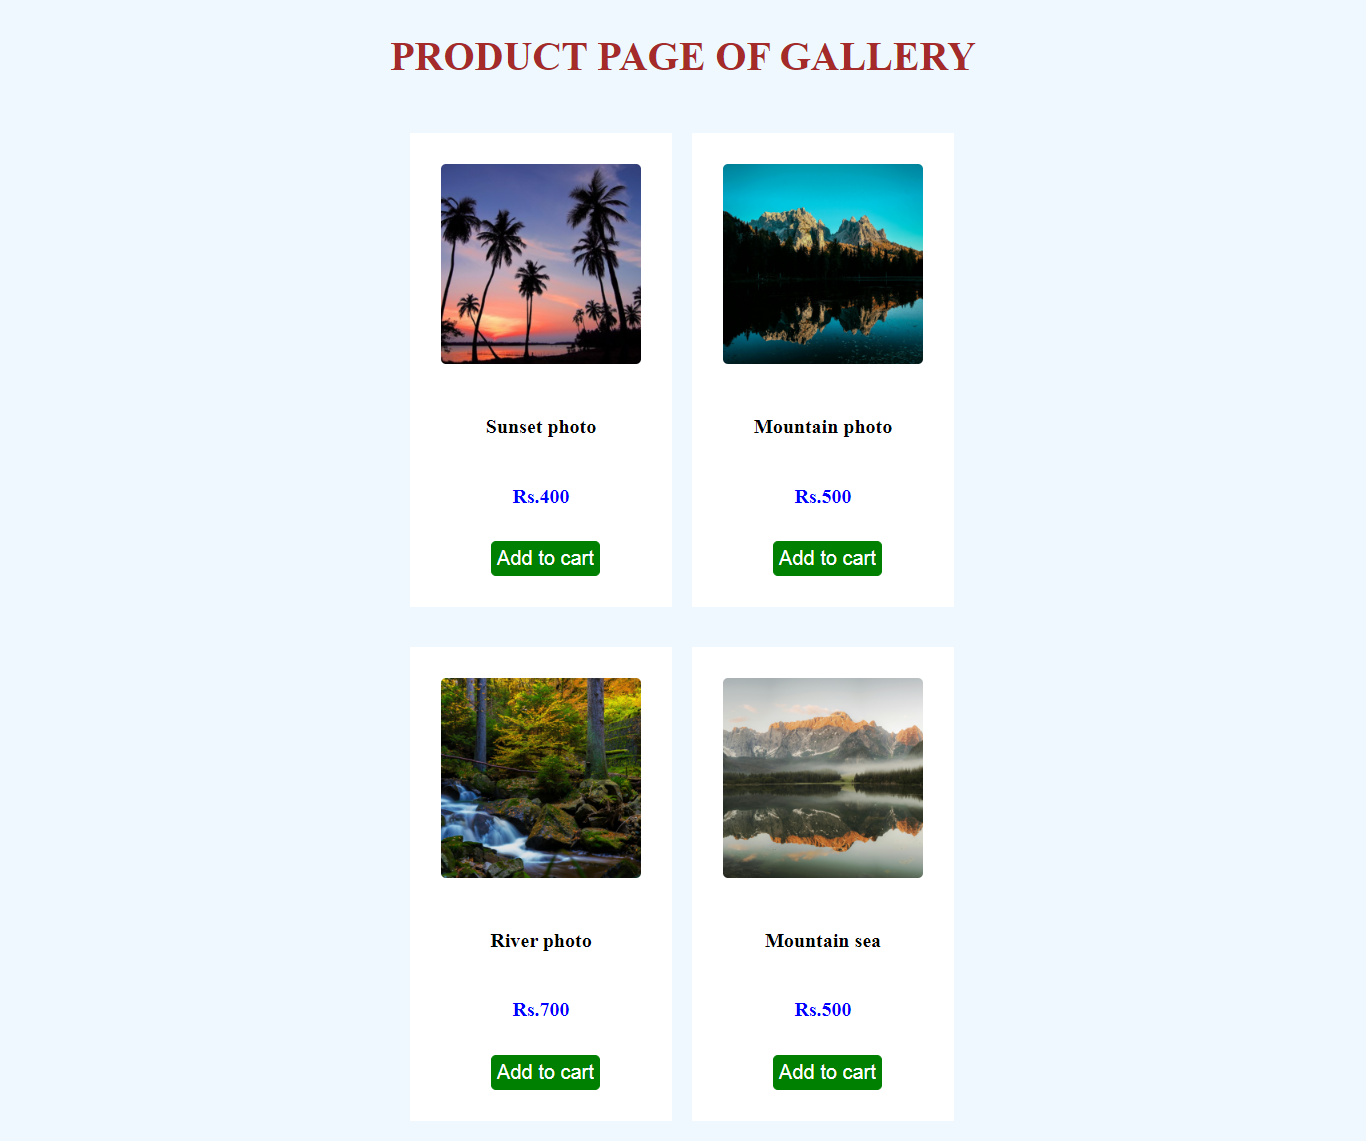 PRODUCT PAGE OF GALLERY
Sunset photo
Rs.400
Add to cart
Mountain photo
Rs.500
Add to cart
River photo
Rs.700
Add to cart
Mountain sea
Rs.500
Add to cart